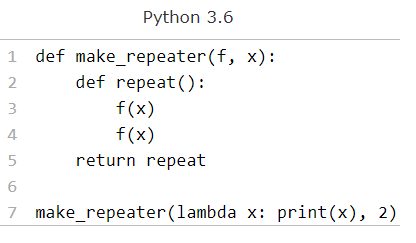 Python 3.6
1 def make_repeater(f, x):
2     def repeat():
3         f(x)
4         f(x)
5     return repeat
6
7 make_repeater(lambda x: print(x), 2)